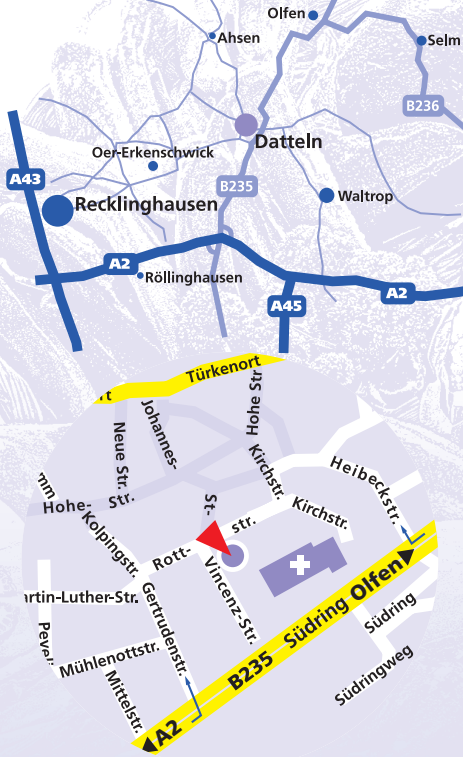 Olfen
Ahsen
Selm
B236
Datteln
Oer-Erkenschwick
A43
B235
Recklinghausen
Waltrop
A2
Röllinghausen
A2
A45
Türkenort
rt
Hohe Str
Johannes-
Neue Str.
Kirchstr.
Heibeckstr.
mm
Hohe- Str.
St.-
Kirchstr.
Kolpingstr.
Rott- str.
Vincenz-Str.
Olfen
Südring
B235
artin-Luther-Str.
Gertrudenstr.
Südring
Mühlenottstr.
Südringweg
Mittelstr.
A2